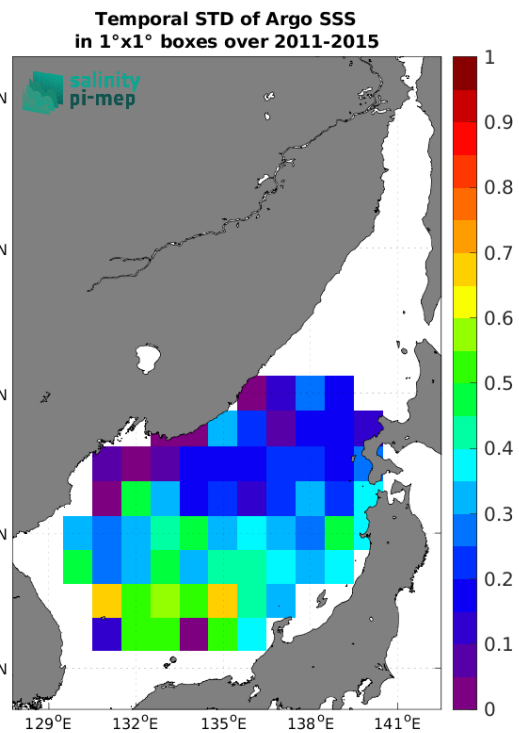 Temporal STD of Argo SSS
in 1°x1° boxes over 2011-2015
salinity
pi-mep
1
0.9
0.8
0.7
0.6
0.5
0.4
0.3
0.2
0.1
0
N
N
N
N
N
129°E 132°E 135°E 138°E 141°E